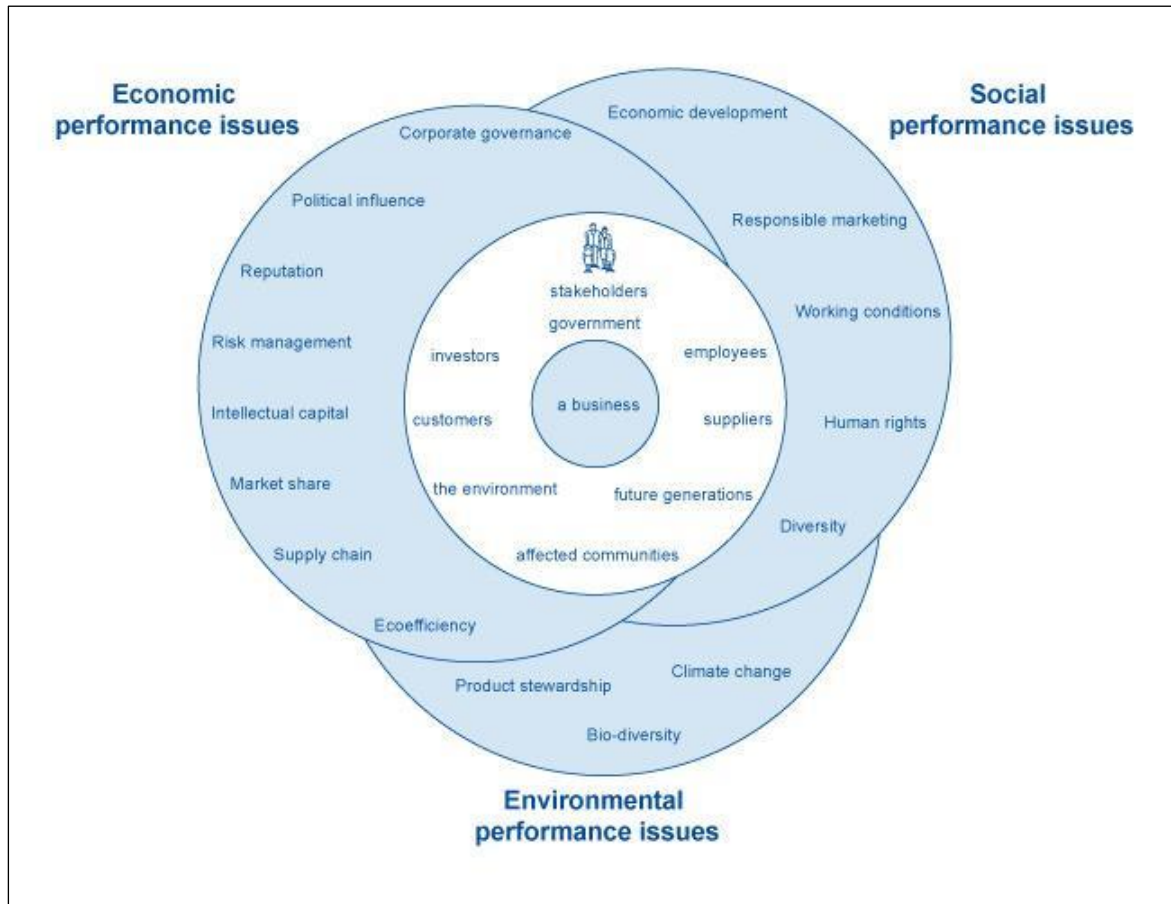 Economic
performance issues
Social
performance issues
Corporate governance
Political influence
Reputation
Risk management
Intellectual capital
Market share
Supply chain
Ecoefficiency
Economic development
Responsible marketing
Working conditions
Human rights
Diversity
stakeholders
government
investors
employees
a business
customers
suppliers
the environment
future generations
affected communities
Climate change
Product stewardship
Bio-diversity
Environmental
performance issues